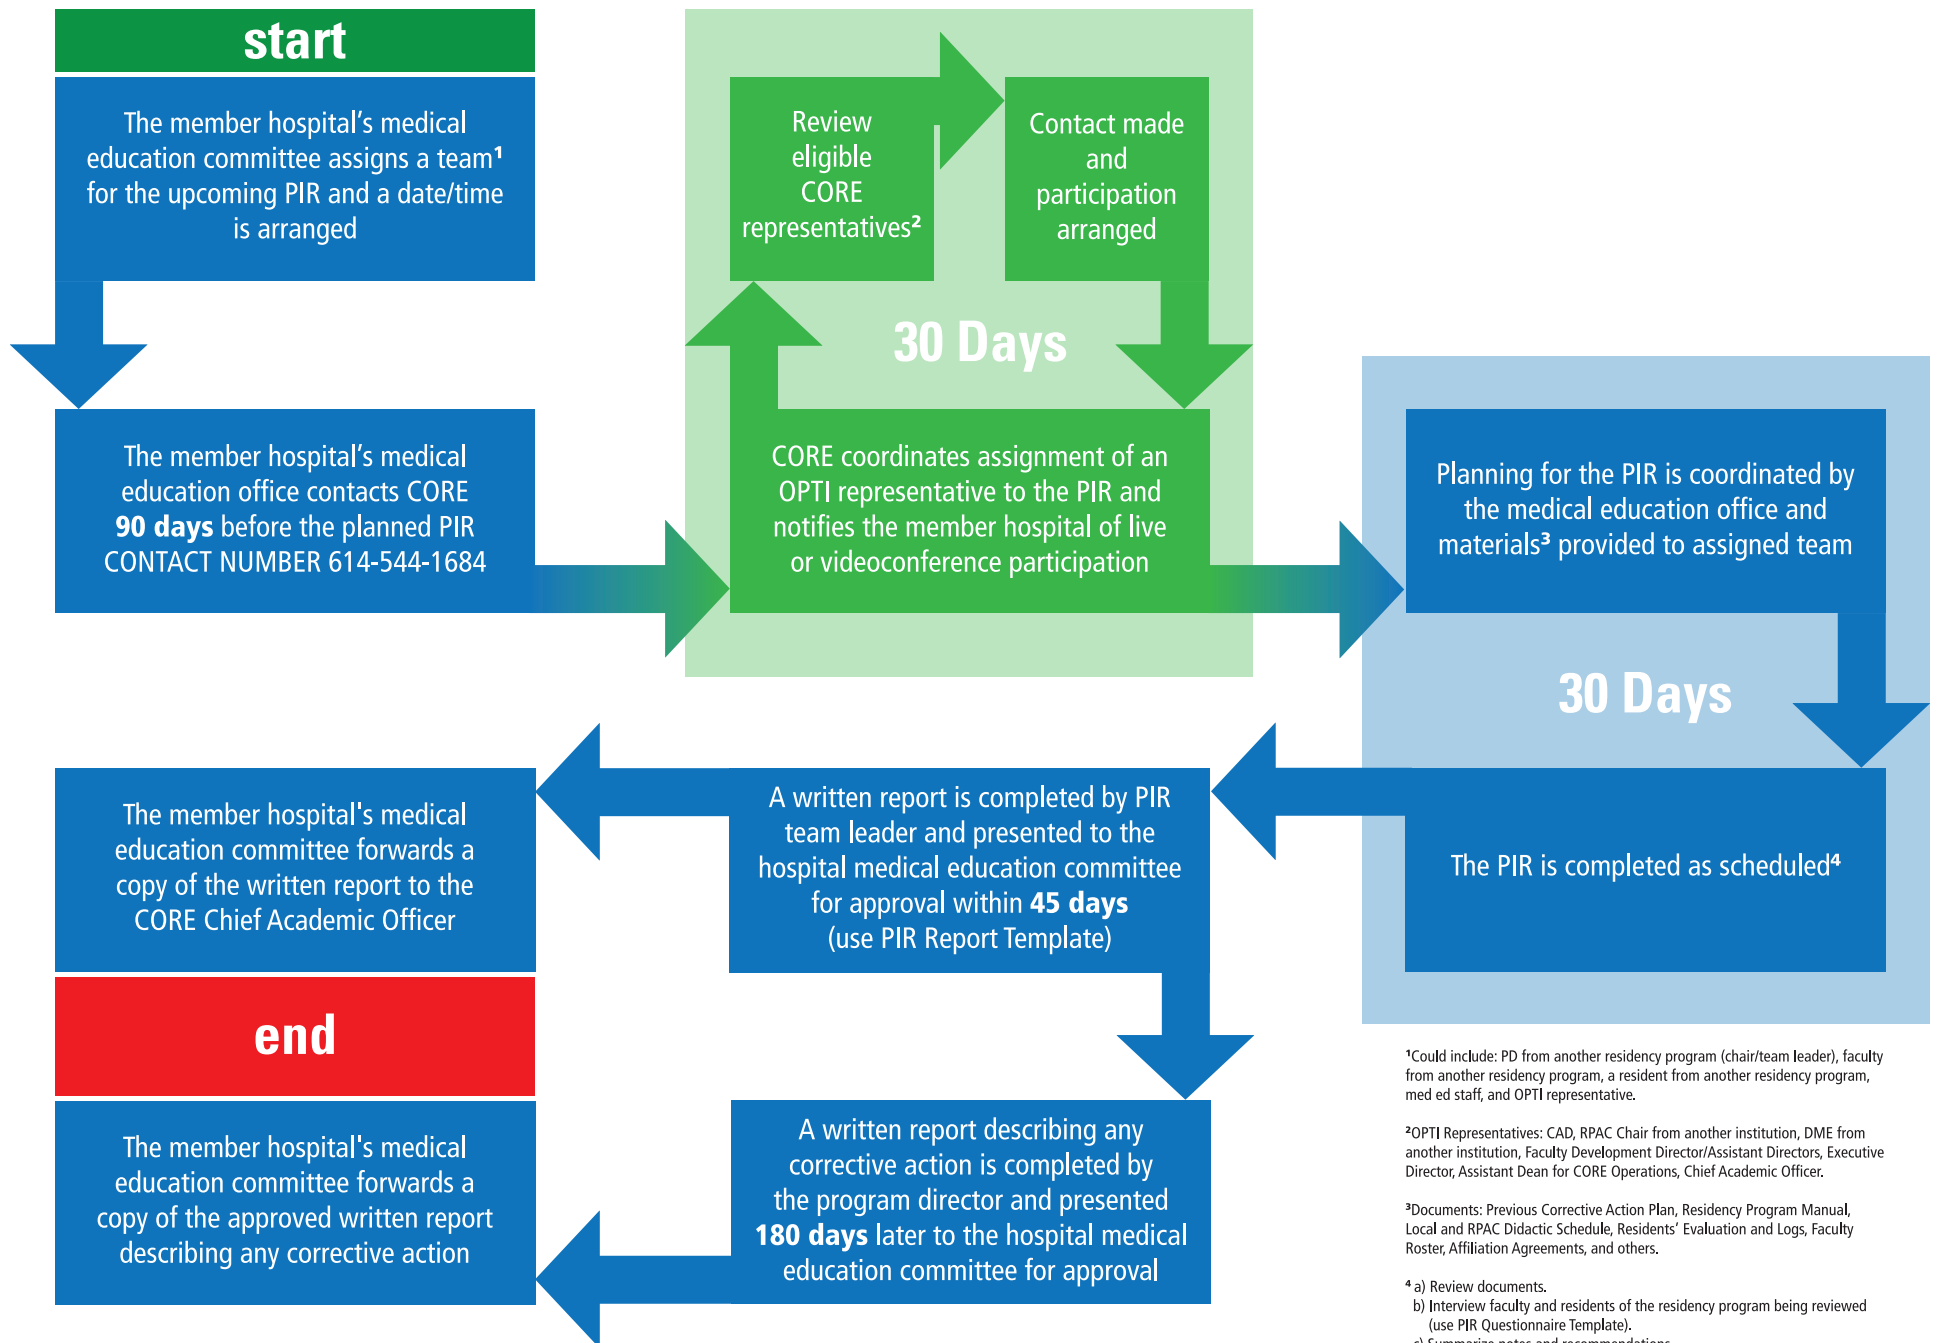 start
The member hospital’s medical
education committee assigns a team¹
for the upcoming PIR and a date/time
is arranged
The member hospital’s medical
education office contacts CORE
90 days before the planned PIR
CONTACT NUMBER 614-544-1684
Review
eligible
CORE
representatives²
Contact made
and
participation
arranged
30 Days
CORE coordinates assignment of an
OPTI representative to the PIR and
notifies the member hospital of live
or videoconference participation
Planning for the PIR is coordinated by
the medical education office and
materials³ provided to assigned team
30 Days
The PIR is completed as scheduled⁴
A written report is completed by PIR
team leader and presented to the
hospital medical education committee
for approval within 45 days
(use PIR Report Template)
The member hospital's medical
education committee forwards a
copy of the written report to the
CORE Chief Academic Officer
end
A written report describing any
corrective action is completed by
the program director and presented
180 days later to the hospital medical
education committee for approval
The member hospital's medical
education committee forwards a
copy of the approved written report
describing any corrective action
¹Could include: PD from another residency program (chair/team leader), faculty
from another residency program, a resident from another residency program,
med ed staff, and OPTI representative.
²OPTI Representatives: CAD, RPAC Chair from another institution, DME from
another institution, Faculty Development Director/Assistant Directors, Executive
Director, Assistant Dean for CORE Operations, Chief Academic Officer.
³Documents: Previous Corrective Action Plan, Residency Program Manual,
Local and RPAC Didactic Schedule, Residents’ Evaluation and Logs, Faculty
Roster, Affiliation Agreements, and others.
⁴ a) Review documents.
b) Interview faculty and residents of the residency program being reviewed
(use PIR Questionnaire Template).
c) Summarize notes and recommendations